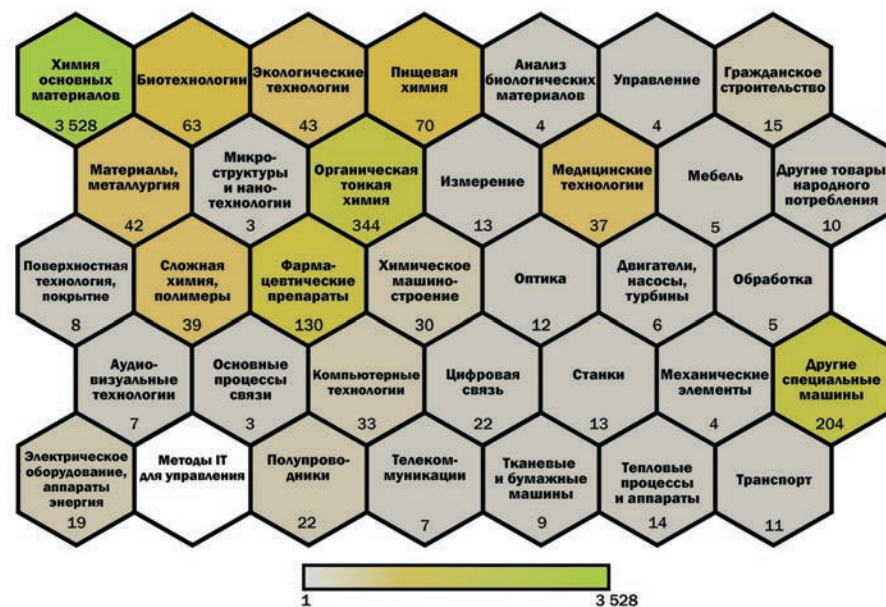 Химия
основных
материалов
3 528
Биотехнологии
63
Экологические
технологии
43
Пищевая
химия
70
Анализ
биологических
материалов
4
Управление
4
Гражданское
строительство
15
Материалы,
металлургия
42
Микро-
структуры
и нано-
технологии
3
Органическая
тонкая
химия
344
Измерение
13
Медицинские
технологии
37
Мебель
5
Другие товары
народного
потребления
10
Поверхностная
технология,
покрытие
8
Сложная
химия,
полимеры
39
Фарма-
цевтические
препараты
130
Химическое
машино-
строение
30
Оптика
12
Двигатели,
насосы,
турбины
6
Обработка
5
Аудио-
визуальные
технологии
7
Основные
процессы
связи
3
Компьютерные
технологии
33
Цифровая
связь
22
Станки
13
Механические
элементы
4
Другие
специальные
машины
204
Электрическое
оборудование,
аппараты
энергия
19
Методы IT
для управления
Полупровод-
ники
22
Телеком-
муникации
7
Тканевые
и бумажные
машины
9
Тепловые
процессы
и аппараты
14
Транспорт
11
1
3 528